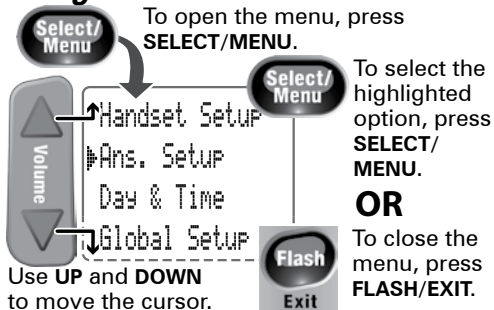 To open the menu, press
SELECT/MENU.
Select/
Menu
Handset Setup
Ans. Setup
Day & Time
Global Setup
Volume
Use UP and DOWN
to move the cursor.
Select/
Menu
To select the
highlighted
option, press
SELECT/
MENU.
OR
To close the
menu, press
FLASH/EXIT.
Flash
Exit